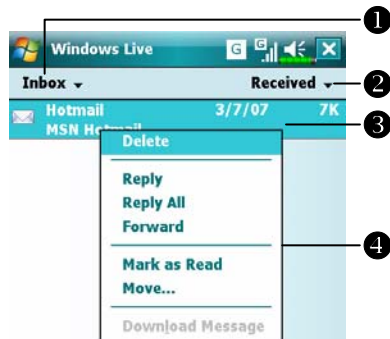 1
Windows Live G G
Inbox Received
2
Hotmail 3/7/07 7K
3
MSN Hotmail
Delete
Reply
Reply All
Forward
4
Mark as Read
Move...
Download Message